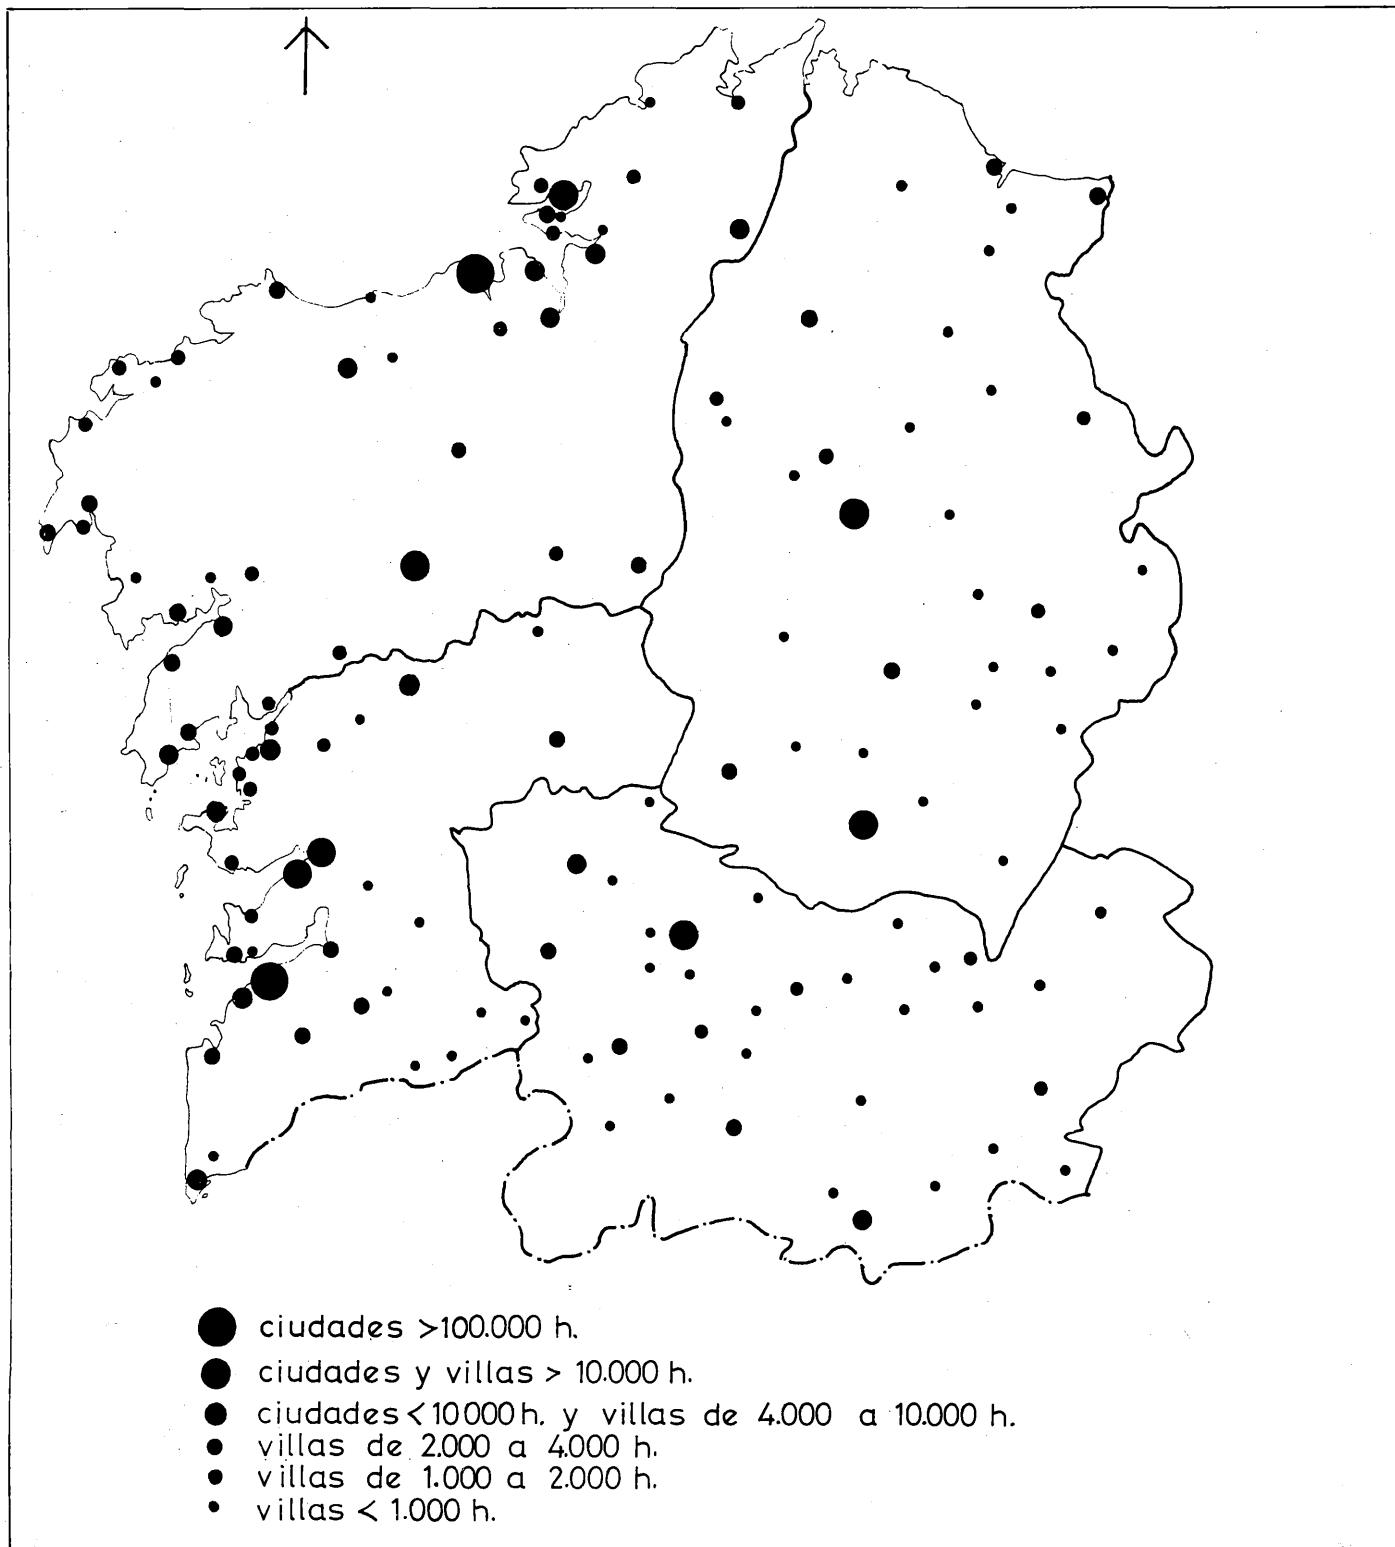 ciudades >100.000 h.
ciudades y villas > 10.000 h.
ciudades < 10000 h. y villas de 4.000 a 10.000 h.
villas de 2.000 a 4.000 h.
villas de 1.000 a 2.000 h.
villas < 1.000 h.